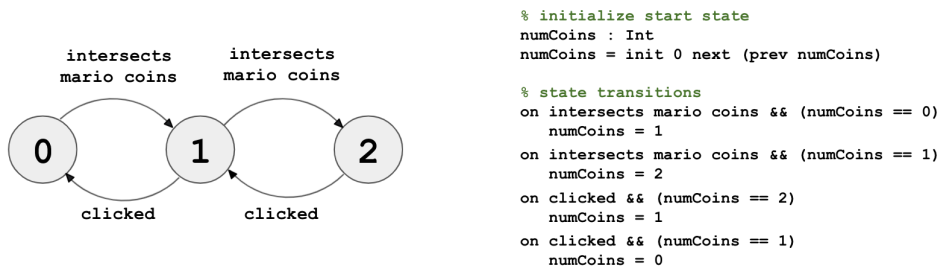 intersects
mario coins
intersects
mario coins
0
1
2
clicked
clicked
% initialize start state
numCoins : Int
numCoins = init 0 next (prev numCoins)
% state transitions
on intersects mario coins && (numCoins == 0)
numCoins = 1
on intersects mario coins && (numCoins == 1)
numCoins = 2
on clicked && (numCoins == 2)
numCoins = 1
on clicked && (numCoins == 1)
numCoins = 0